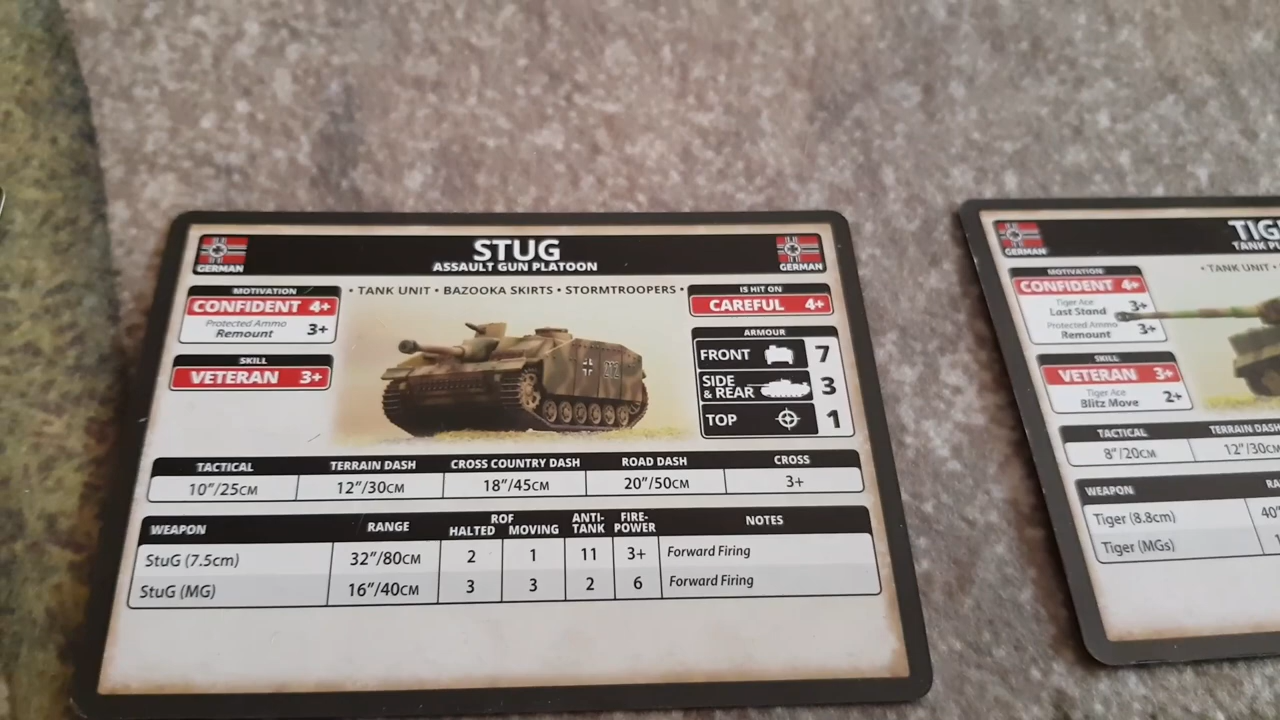 STUG
ASSAULT GUN PLATOON
GERMAN
GERMAN
• TANK UNIT • BAZOOKA SKIRTS • STORMTROOPERS •
MOTIVATION
CONFIDENT 4+
Protected Ammo
Remount 3+
SKILL
VETERAN 3+
IS HIT ON
CAREFUL 4+
ARMOUR
FRONT 7
SIDE & REAR 3
TOP 1
212
TACTICAL TERRAIN DASH CROSS COUNTRY DASH ROAD DASH CROSS
10"/25CM 12"/30CM 18"/45CM 20"/50CM 3+
WEAPON RANGE ROF HALTED MOVING ANTI-TANK FIRE-POWER NOTES
StuG (7.5cm) 32"/80CM 2 1 11 3+ Forward Firing
StuG (MG) 16"/40CM 3 3 2 6 Forward Firing
GERMAN
TANK
• TANK UNIT •
MOTIVATION
CONFIDENT 4+
Tiger Ace
Last Stand 3+
Protected Ammo
Remount 3+
SKILL
VETERAN 3+
Tiger Ace
Blitz Move 2+
TACTICAL TERRAIN DASH
8"/20CM 12"/30CM
WEAPON
Tiger (8.8cm) 40"
Tiger (MGs)